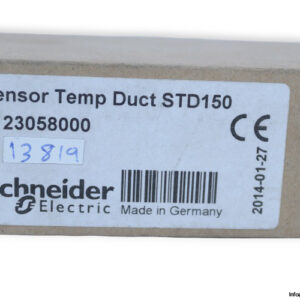 ensor Temp Duct STD150
23058000
CE
13819
chneider
Electric
Made in Germany
2014-01-27